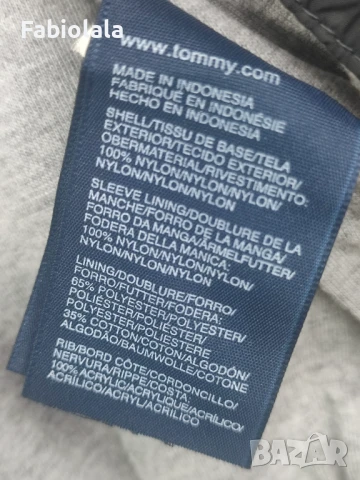 Fabiolala
www.tommy.com
MADE IN INDONESIA
FABRIQUE EN INDONÉSIE
HECHO EN INDONESIA
SHELL/TISSU DE BASE/TELA
EXTERIOR/TECIDO EXTERIOR/
OBERMATERIAL/RIVESTIMENTO:
100% NYLON/NYLON/NYLON/
NYLON/NYLON/NYLON
SLEEVE LINING/DOUBLURE DE LA
MANCHE/FORRO DE LA MANGA/
FORRO DA MANGA/ÄRMELFUTTER/
FODERA DELLA MANICA:
100% NYLON/NYLON/NYLON/
NYLON/NYLON/NYLON
LINING/DOUBLURE/FORRO/
FORRO/FUTTER/FODERA:
65% POLYESTER/POLYESTER/
POLIÉSTER/POLIÉSTER/
POLYESTER/POLIESTERE
35% COTTON/COTON/ALGODÓN/
ALGODÃO/BAUMWOLLE/COTONE
RIB/BORD CÔTE/CORDONCILLO/
NERVURA/RIPPE/COSTA:
100% ACRYLIC/ACRYLIQUE/
ACRÍLICO/ACRYL/ACRILICO
BAZAR